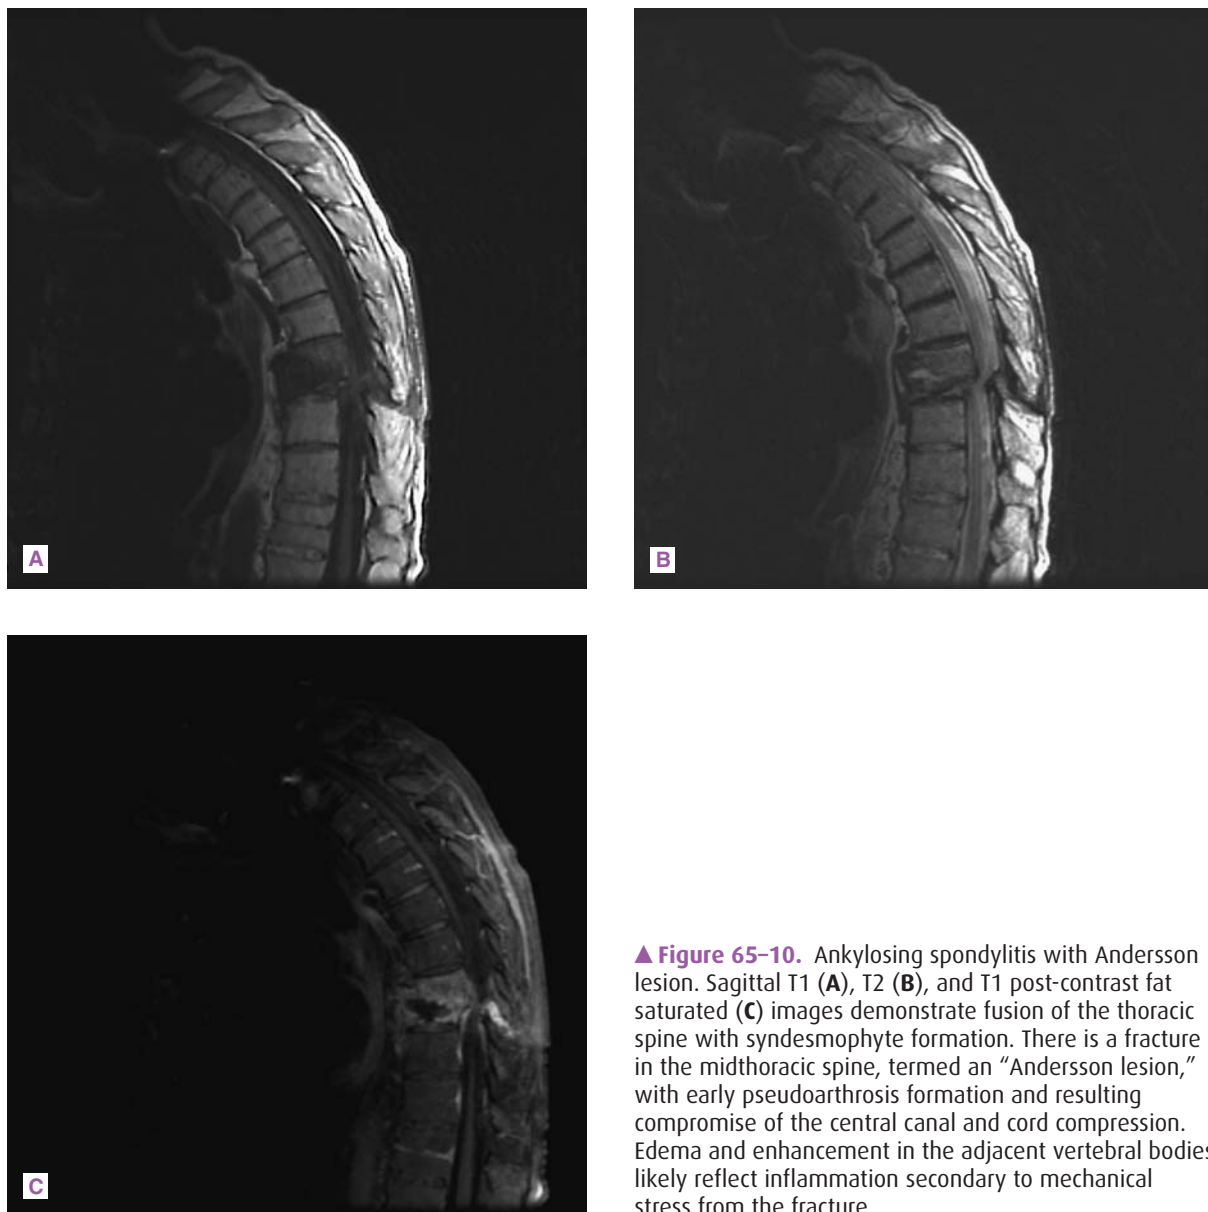 A
B
C
▲ Figure 65–10. Ankylosing spondylitis with Andersson
lesion. Sagittal T1 (A), T2 (B), and T1 post-contrast fat
saturated (C) images demonstrate fusion of the thoracic
spine with syndesmophyte formation. There is a fracture
in the midthoracic spine, termed an “Andersson lesion,”
with early pseudoarthrosis formation and resulting
compromise of the central canal and cord compression.
Edema and enhancement in the adjacent vertebral bodies
likely reflect inflammation secondary to mechanical
stress from the fracture